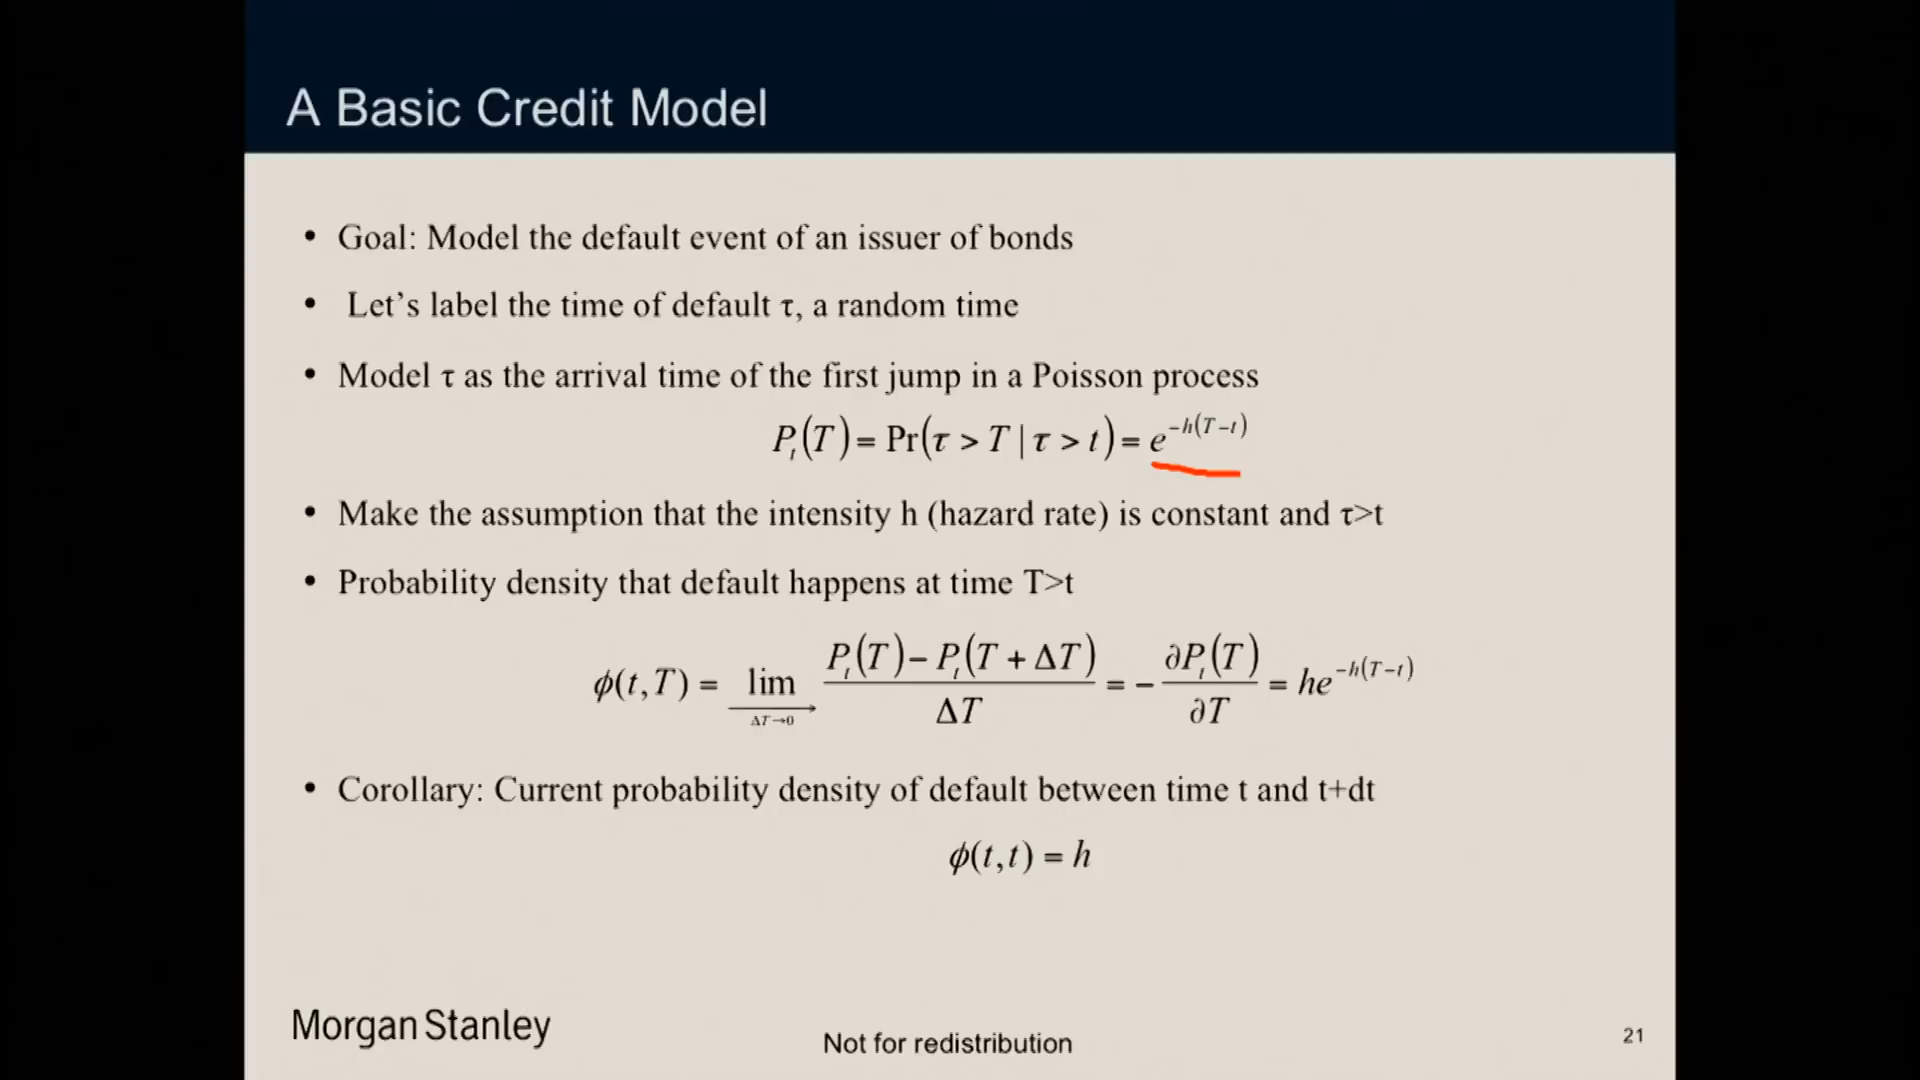 A Basic Credit Model
• Goal: Model the default event of an issuer of bonds
• Let’s label the time of default τ, a random time
• Model τ as the arrival time of the first jump in a Poisson process
P_t(T) = Pr(τ > T | τ > t) = e^{-h(T-t)}
• Make the assumption that the intensity h (hazard rate) is constant and τ>t
• Probability density that default happens at time T>t
ϕ(t,T) = lim_{ΔT→0} (P_t(T) − P_t(T + ΔT)) / ΔT = − ∂P_t(T) / ∂T = he^{-h(T-t)}
• Corollary: Current probability density of default between time t and t+dt
ϕ(t,t) = h
Morgan Stanley
Not for redistribution
21